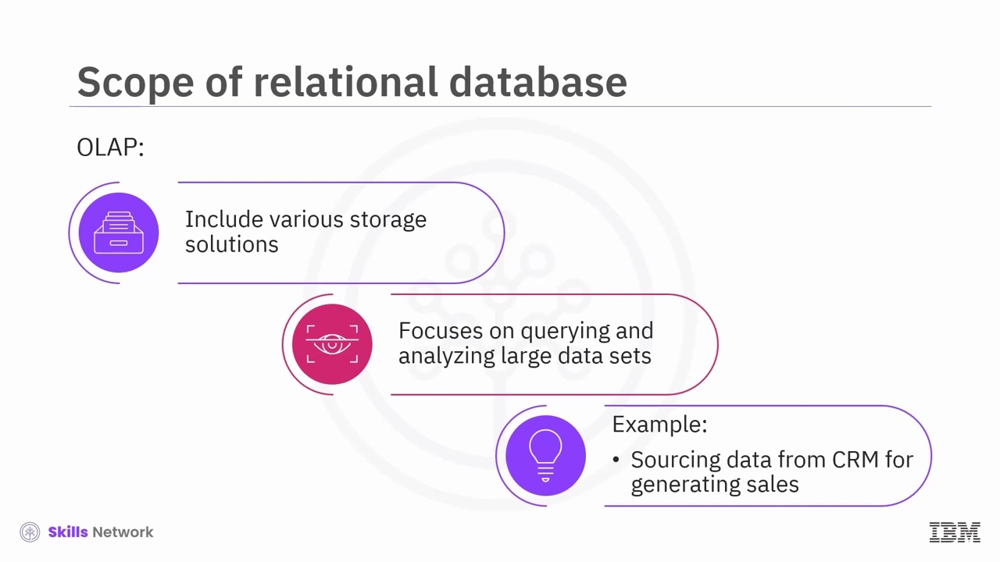 Scope of relational database
OLAP:
Include various storage
solutions
Focuses on querying and
analyzing large data sets
Example:
• Sourcing data from CRM for
generating sales
Skills Network
IBM